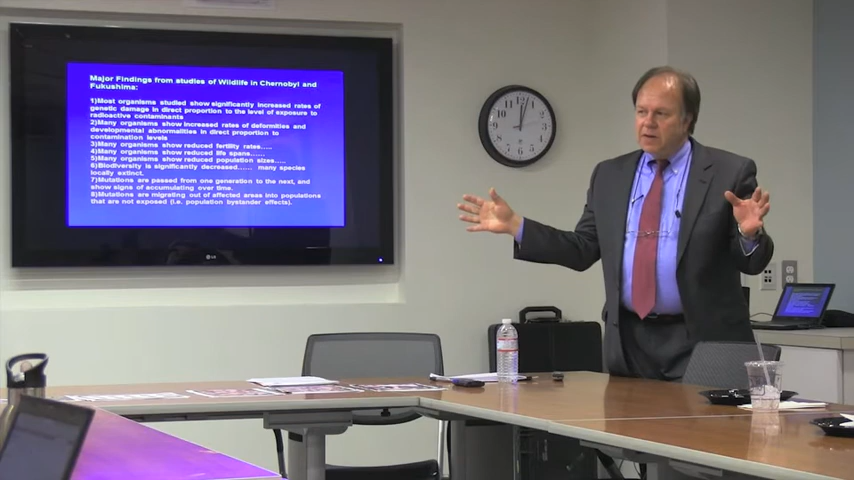 Major Findings from studies of Wildlife in Chernobyl and
Fukushima:
1)Most organisms studied show significantly increased rates of
genetic damage in direct proportion to the level of exposure to
radioactive contaminants
2)Many organisms show increased rates of deformities and
developmental abnormalities in direct proportion to
contamination levels
3)Many organisms show reduced fertility rates.....
4)Many organisms show reduced life spans......
5)Many organisms show reduced population sizes.....
6)Biodiversity is significantly decreased...... many species
locally extinct.
7)Mutations are passed from one generation to the next, and
show signs of accumulating over time.
8)Mutations are migrating out of affected areas into populations
that are not exposed (i.e. population bystander effects).
LG